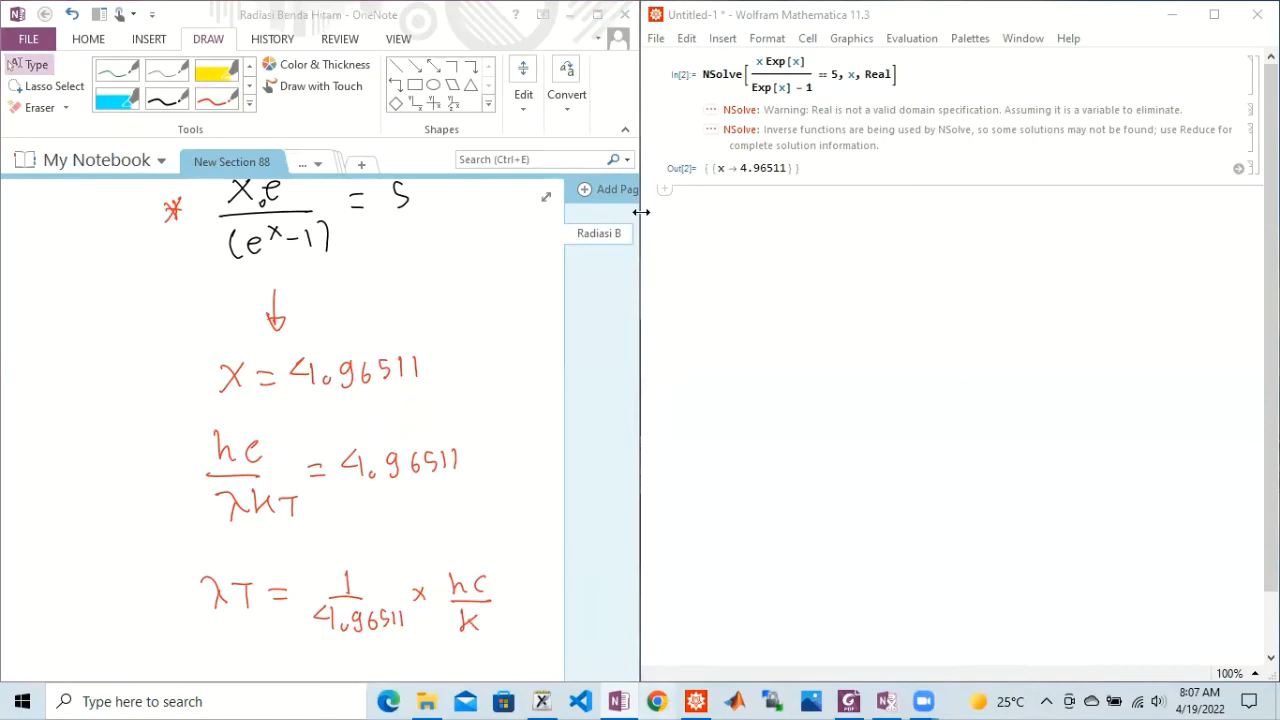 Radiasi Benda Hitam - OneNote
FILE HOME INSERT DRAW HISTORY REVIEW VIEW
Type
Lasso Select
Eraser
Color & Thickness
Draw with Touch
Edit
Convert
Tools
Shapes
My Notebook
New Section 88
...
Search (Ctrl+E)
Add Pag
Radiasi B
* x.e / (e^x-1) = 5
↓
x = 4.96511
hc / λkT = 4.96511
λT = 1 / 4.96511 × hc / k
Untitled-1 * - Wolfram Mathematica 11.3
File Edit Insert Format Cell Graphics Evaluation Palettes Window Help
In[2]:= NSolve[x Exp[x] / Exp[x] - 1 == 5, x, Real]
NSolve: Warning: Real is not a valid domain specification. Assuming it is a variable to eliminate.
NSolve: Inverse functions are being used by NSolve, so some solutions may not be found; use Reduce for
complete solution information.
Out[2]= {{x → 4.96511}}
100%
Type here to search
25°C
8:07 AM
4/19/2022